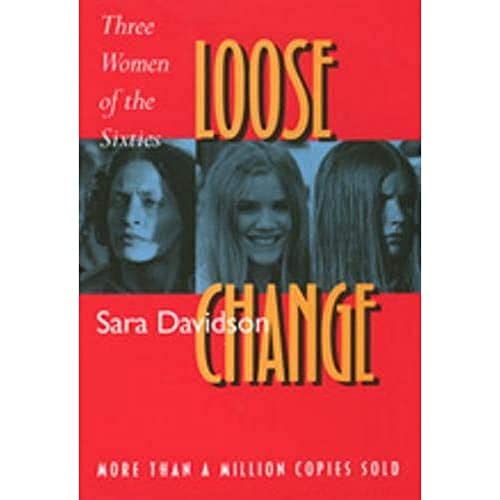 Three
Women
of the
Sixties
LOOSE
Sara Davidson
CHANGE
MORE THAN A MILLION COPIES SOLD